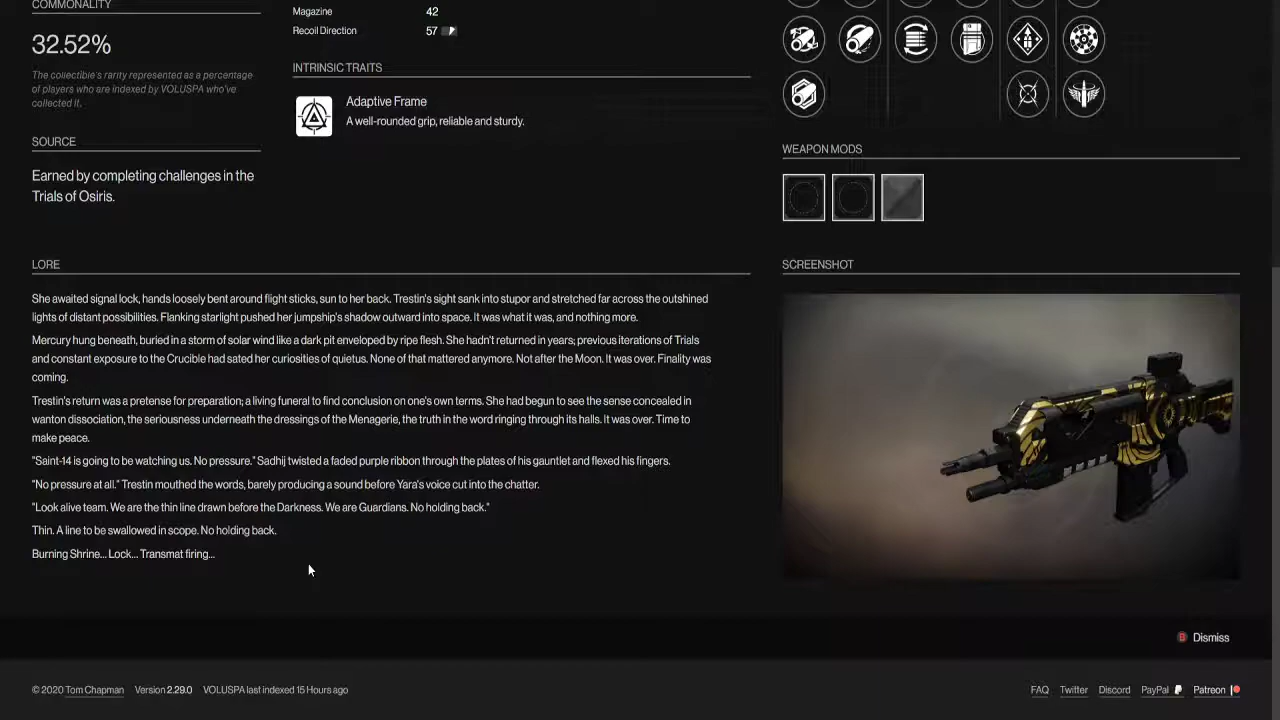 COMMONALITY
32.52%
The collectible's rarity represented as a percentage
of players who are indexed by VOLUSPA who've
collected it.
SOURCE
Earned by completing challenges in the
Trials of Osiris.
Magazine 42
Recoil Direction 57
INTRINSIC TRAITS
Adaptive Frame
A well-rounded grip, reliable and sturdy.
WEAPON MODS
LORE
She awaited signal lock, hands loosely bent around flight sticks, sun to her back. Trestin's sight sank into stupor and stretched far across the outshined
lights of distant possibilities. Flanking starlight pushed her jumpship's shadow outward into space. It was what it was, and nothing more.
Mercury hung beneath, buried in a storm of solar wind like a dark pit enveloped by ripe flesh. She hadn't returned in years; previous iterations of Trials
and constant exposure to the Crucible had sated her curiosities of quietus. None of that mattered anymore. Not after the Moon. It was over. Finality was
coming.
Trestin's return was a pretense for preparation; a living funeral to find conclusion on one's own terms. She had begun to see the sense concealed in
wanton dissociation, the seriousness underneath the dressings of the Menagerie, the truth in the word ringing through its halls. It was over. Time to
make peace.
"Saint-14 is going to be watching us. No pressure." Sadhij twisted a faded purple ribbon through the plates of his gauntlet and flexed his fingers.
"No pressure at all." Trestin mouthed the words, barely producing a sound before Yara's voice cut into the chatter.
"Look alive team. We are the thin line drawn before the Darkness. We are Guardians. No holding back."
Thin. A line to be swallowed in scope. No holding back.
Burning Shrine... Lock... Transmat firing...
SCREENSHOT
B Dismiss
© 2020 Tom Chapman Version 2.29.0 VOLUSPA last indexed 15 Hours ago
FAQ Twitter Discord PayPal Patreon